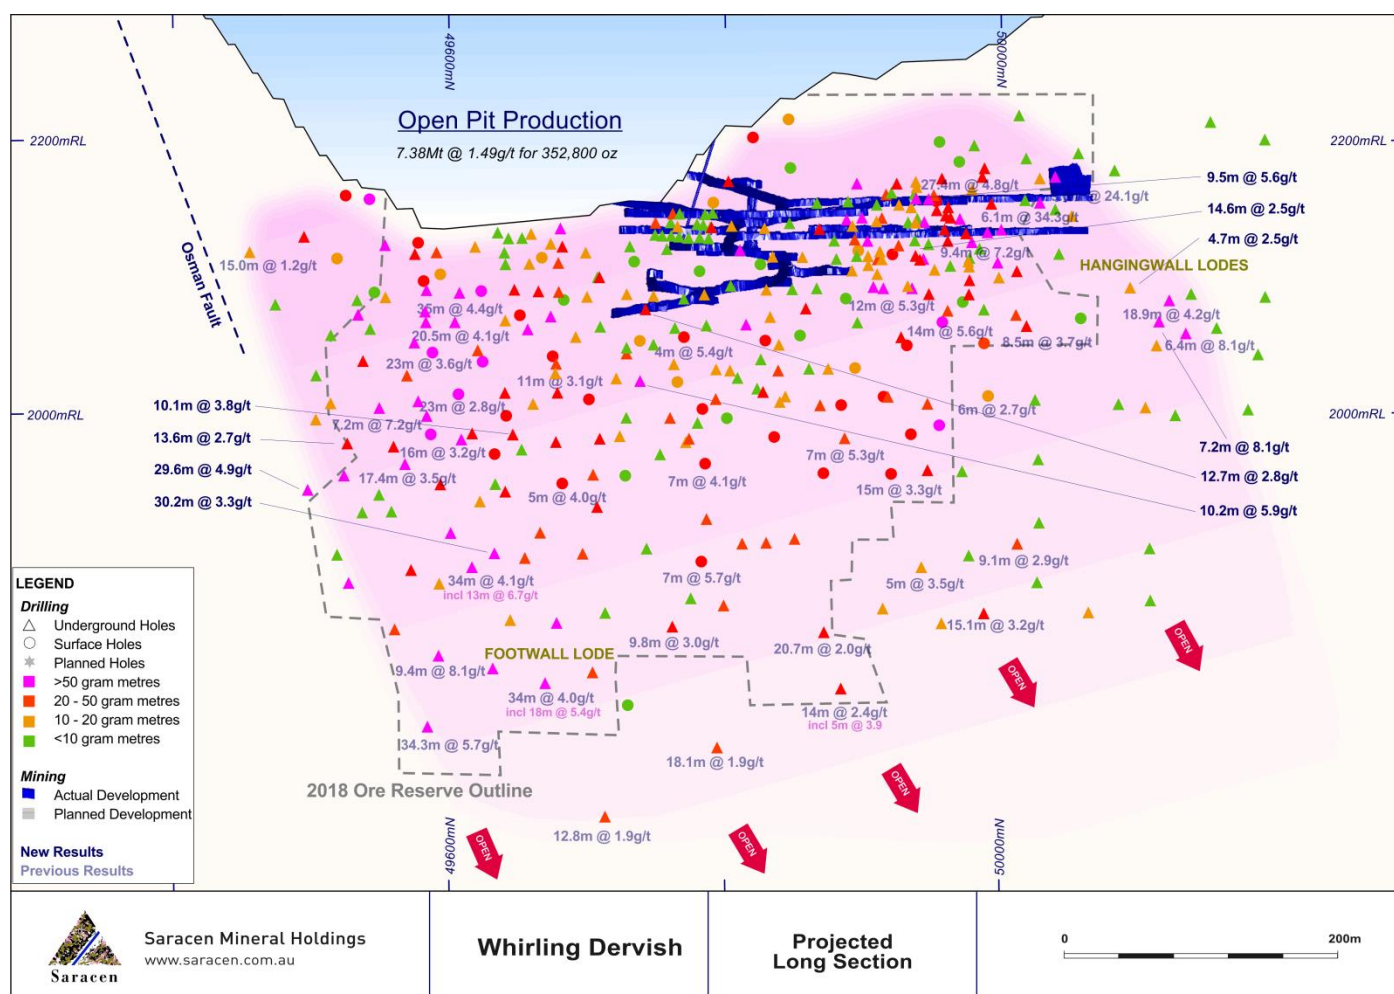 49600mN
50000mN
2200mRL
2200mRL
Open Pit Production
7.38Mt @ 1.49g/t for 352,800 oz
Osman Fault
27.4m @ 4.8g/t
@ 24.1g/t
9.5m @ 5.6g/t
14.6m @ 2.5g/t
6.1m @ 34.3g/t
4.7m @ 2.5g/t
9.4m @ 7.2g/t
15.0m @ 1.2g/t
HANGINGWALL LODES
35m @ 4.4g/t
12m @ 5.3g/t
18.9m @ 4.2g/t
20.5m @ 4.1g/t
14m @ 5.6g/t
8.5m @ 3.7g/t
6.4m @ 8.1g/t
4m @ 5.4g/t
23m @ 3.6g/t
11m @ 3.1g/t
10.1m @ 3.8g/t
23m @ 2.8g/t
6m @ 2.7g/t
2000mRL
2000mRL
7.2m @ 7.2g/t
13.6m @ 2.7g/t
16m @ 3.2g/t
7m @ 5.3g/t
7.2m @ 8.1g/t
29.6m @ 4.9g/t
17.4m @ 3.5g/t
7m @ 4.1g/t
15m @ 3.3g/t
12.7m @ 2.8g/t
30.2m @ 3.3g/t
5m @ 4.0g/t
10.2m @ 5.9g/t
9.1m @ 2.9g/t
34m @ 4.1g/t
incl 13m @ 6.7g/t
7m @ 5.7g/t
5m @ 3.5g/t
15.1m @ 3.2g/t
9.8m @ 3.0g/t
20.7m @ 2.0g/t
FOOTWALL LODE
9.4m @ 8.1g/t
34m @ 4.0g/t
incl 18m @ 5.4g/t
14m @ 2.4g/t
incl 5m @ 3.9
34.3m @ 5.7g/t
18.1m @ 1.9g/t
2018 Ore Reserve Outline
12.8m @ 1.9g/t
OPEN
OPEN
OPEN
OPEN
OPEN
49600mN
50000mN
LEGEND
Drilling
Underground Holes
Surface Holes
Planned Holes
>50 gram metres
20 - 50 gram metres
10 - 20 gram metres
<10 gram metres
Mining
Actual Development
Planned Development
New Results
Previous Results
Saracen
Saracen Mineral Holdings
www.saracen.com.au
Whirling Dervish
Projected
Long Section
0
200m